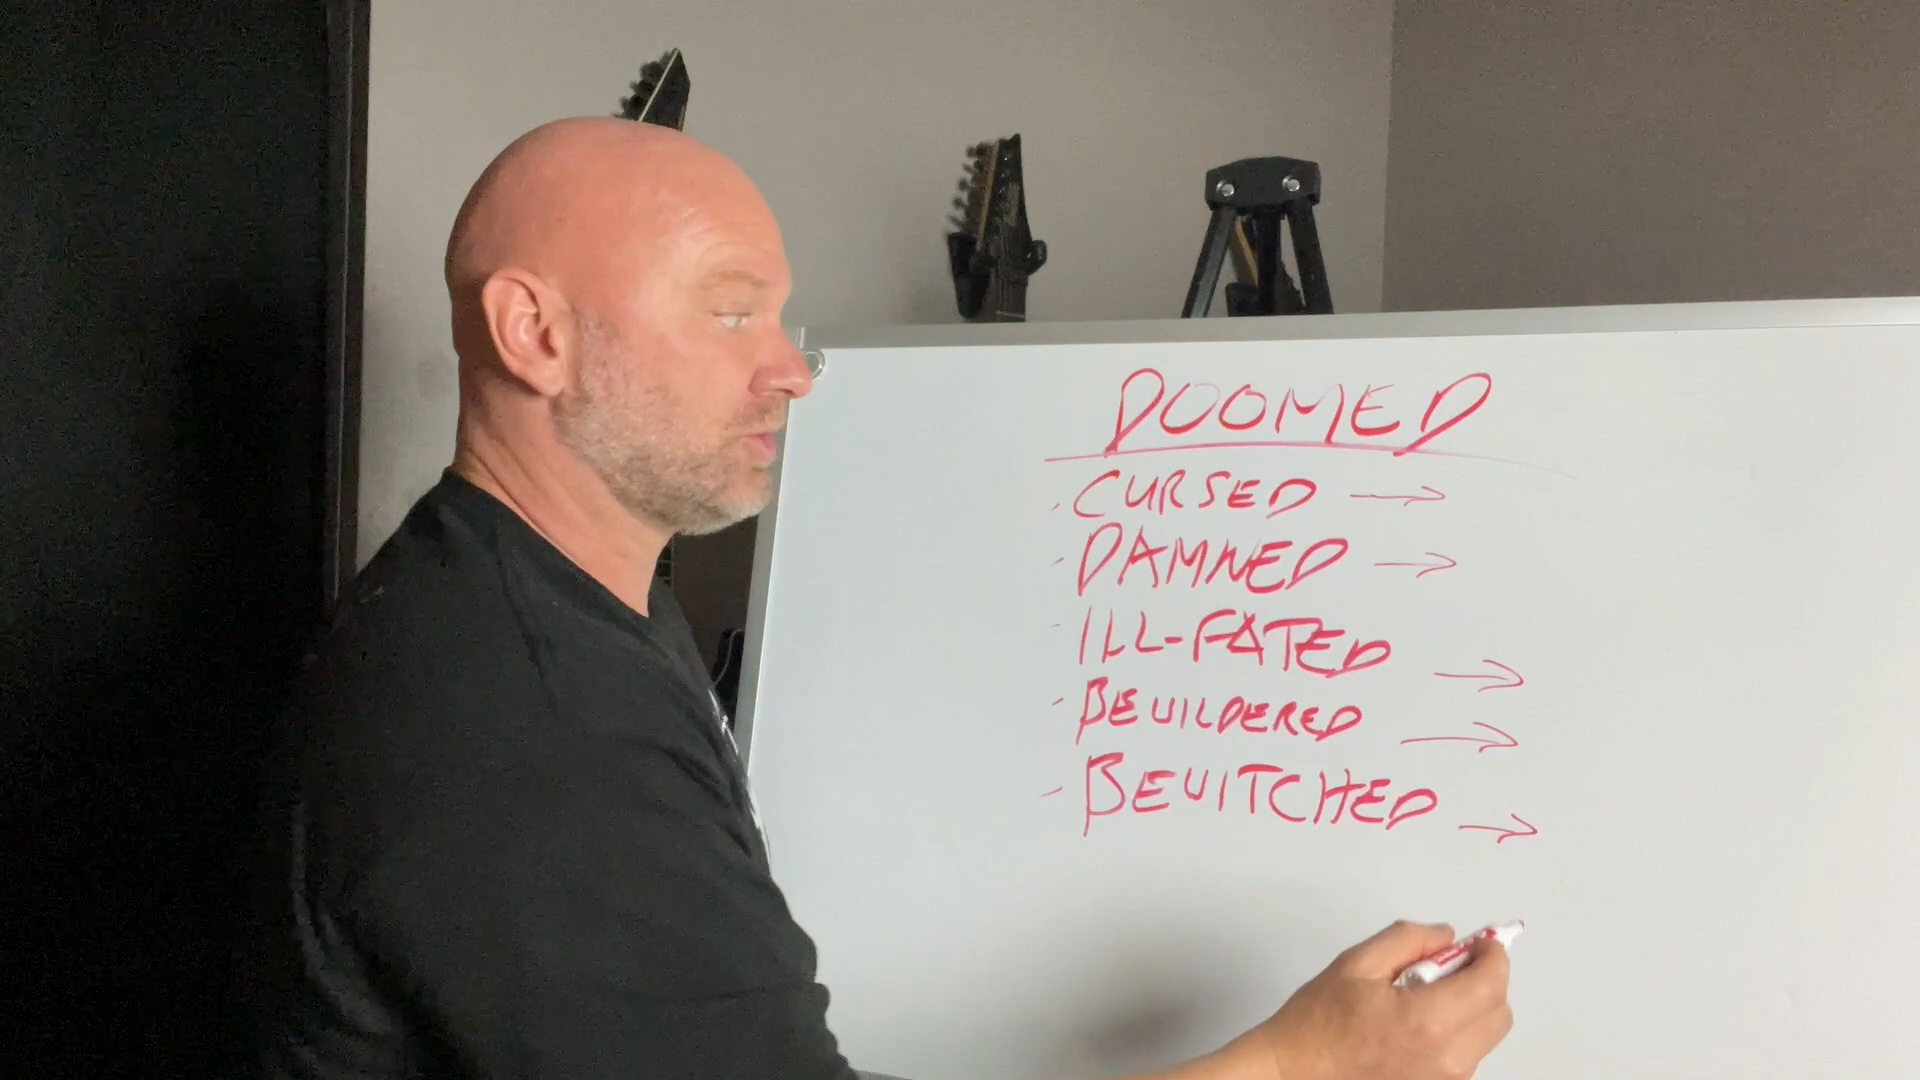 DOOMED
· CURSED →
- DAMNED →
- ILL-FATED →
- BEWILDERED →
- BEWITCHED →